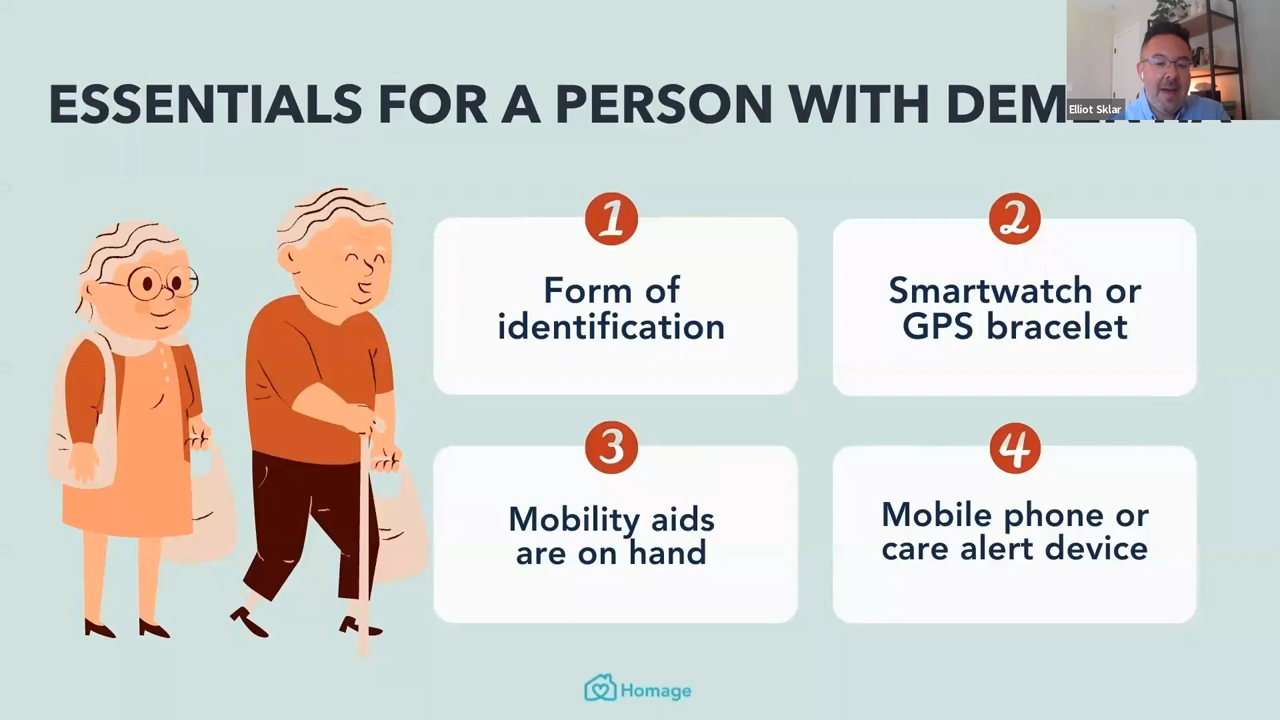 ESSENTIALS FOR A PERSON WITH
Elliot Sklar
1
Form of
identification
2
Smartwatch or
GPS bracelet
3
Mobility aids
are on hand
4
Mobile phone or
care alert device
Homage